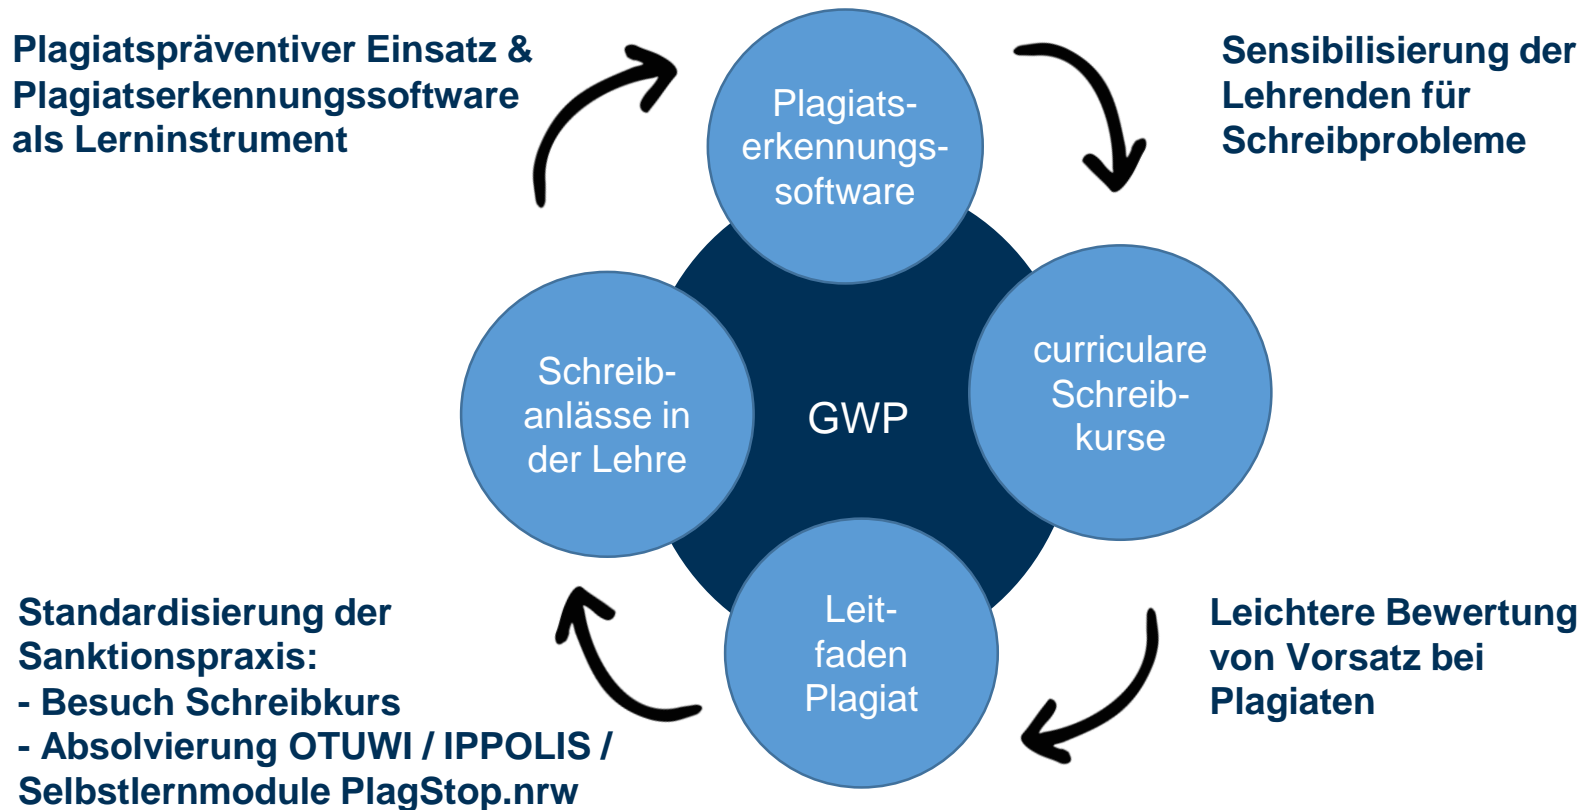 Plagiatspräventiver Einsatz &
Plagiatserkennungssoftware
als Lerninstrument
Plagiats-
erkennungs-
software
Sensibilisierung der
Lehrenden für
Schreibprobleme
Schreib-
anlässe in
der Lehre
GWP
curriculare
Schreib-
kurse
Standardisierung der
Sanktionspraxis:
- Besuch Schreibkurs
- Absolvierung OTUWI / IPPOLIS /
Selbstlernmodule PlagStop.nrw
Leit-
faden
Plagiat
Leichtere Bewertung
von Vorsatz bei
Plagiaten